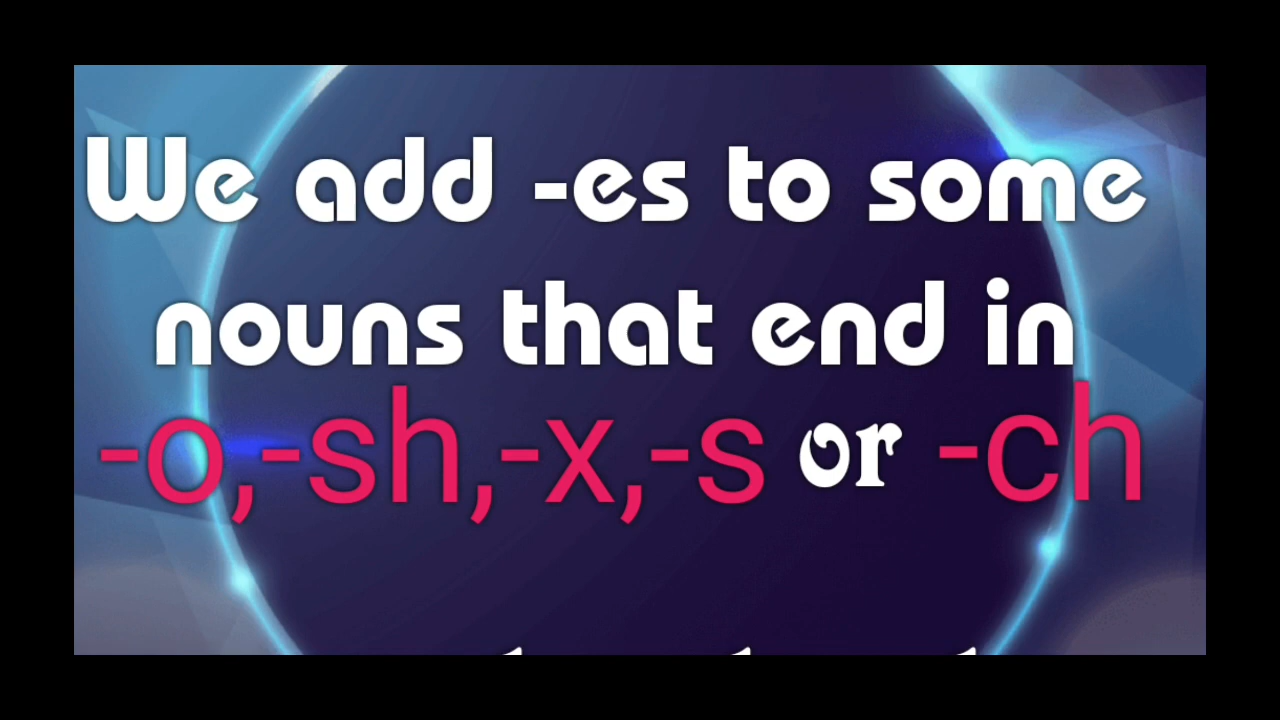 We add -es to some
nouns that end in
-o,-sh,-x,-s or -ch